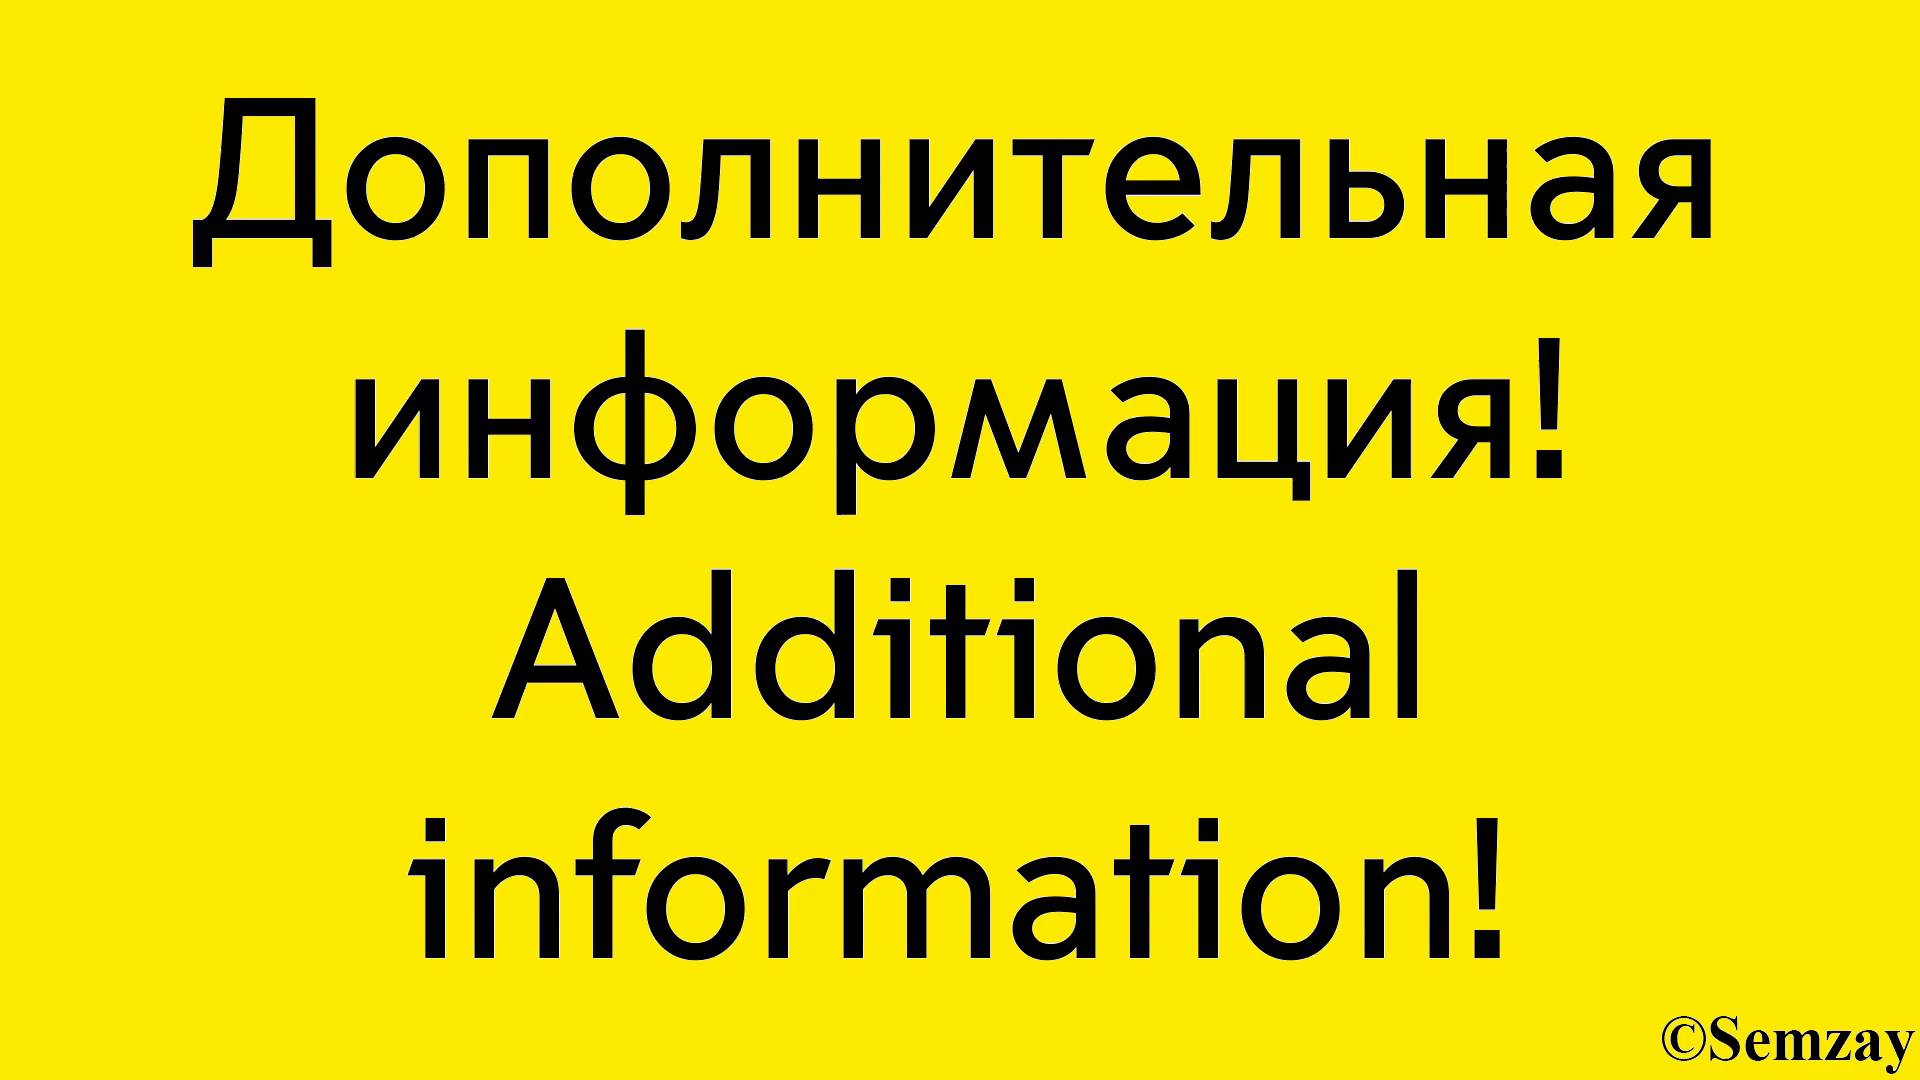 Дополнительная
информация!
Additional
information!
©Semzay